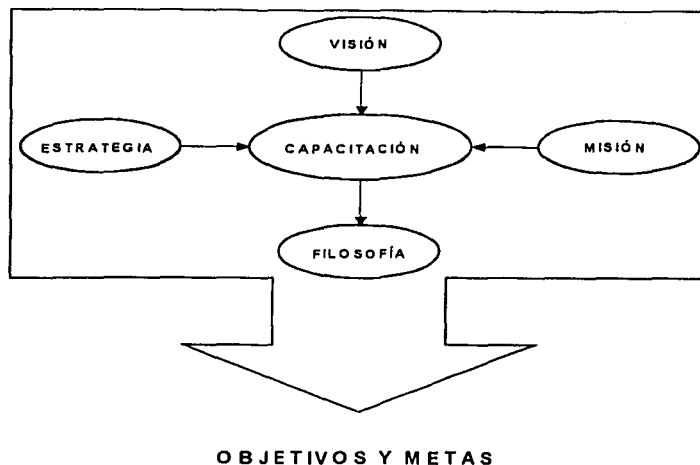 VISIÓN
ESTRATEGIA
CAPACITACIÓN
MISIÓN
FILOSOFÍA
OBJETIVOS Y METAS